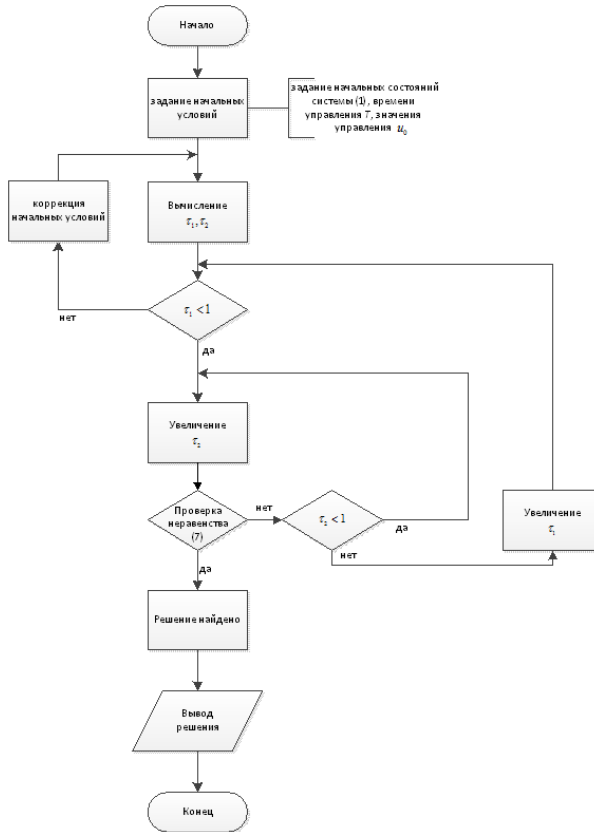 Начало
задание начальных
условий
задание начальных состояний
системы (1), времени
управления T, значения
управления u₀
коррекция
начальных условий
Вычисление
τ₁, τ₂
τ₁ < 1
нет
да
Увеличение
τ₂
Проверка
неравенства
(7)
нет
τ₂ < 1
да
нет
Увеличение
τ₁
да
Решение найдено
Вывод
решения
Конец